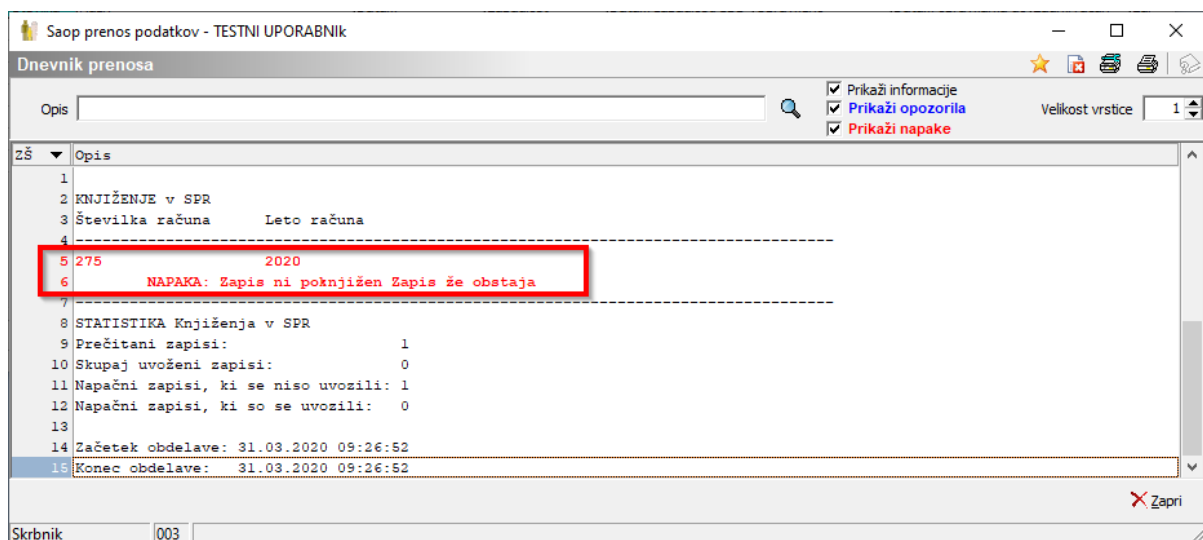 Saop prenos podatkov - TESTNI UPORABNIk
Dnevnik prenosa
Opis
Prikaži informacije
Prikaži opozorila
Prikaži napake
Velikost vrstice 1
ZŠ Opis
1
2 KNJIŽENJE v SPR
3 Številka računa Leto računa
4 --------------------------------------------------------------------------------
5 275 2020
6 NAPAKA: Zapis ni poknjižen Zapis že obstaja
7 --------------------------------------------------------------------------------
8 STATISTIKA Knjiženja v SPR
9 Prečitani zapisi: 1
10 Skupaj uvoženi zapisi: 0
11 Napačni zapisi, ki se niso uvozili: 1
12 Napačni zapisi, ki so se uvozili: 0
13
14 Začetek obdelave: 31.03.2020 09:26:52
15 Konec obdelave: 31.03.2020 09:26:52
Zapri
Skrbnik 003